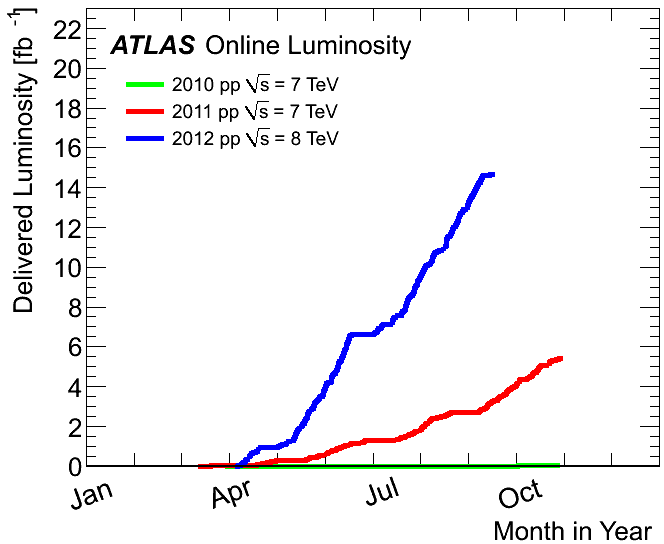 Delivered Luminosity [fb⁻¹]
22
20
18
16
14
12
10
8
6
4
2
0
ATLAS Online Luminosity
2010 pp √s = 7 TeV
2011 pp √s = 7 TeV
2012 pp √s = 8 TeV
Jan Apr Jul Oct
Month in Year